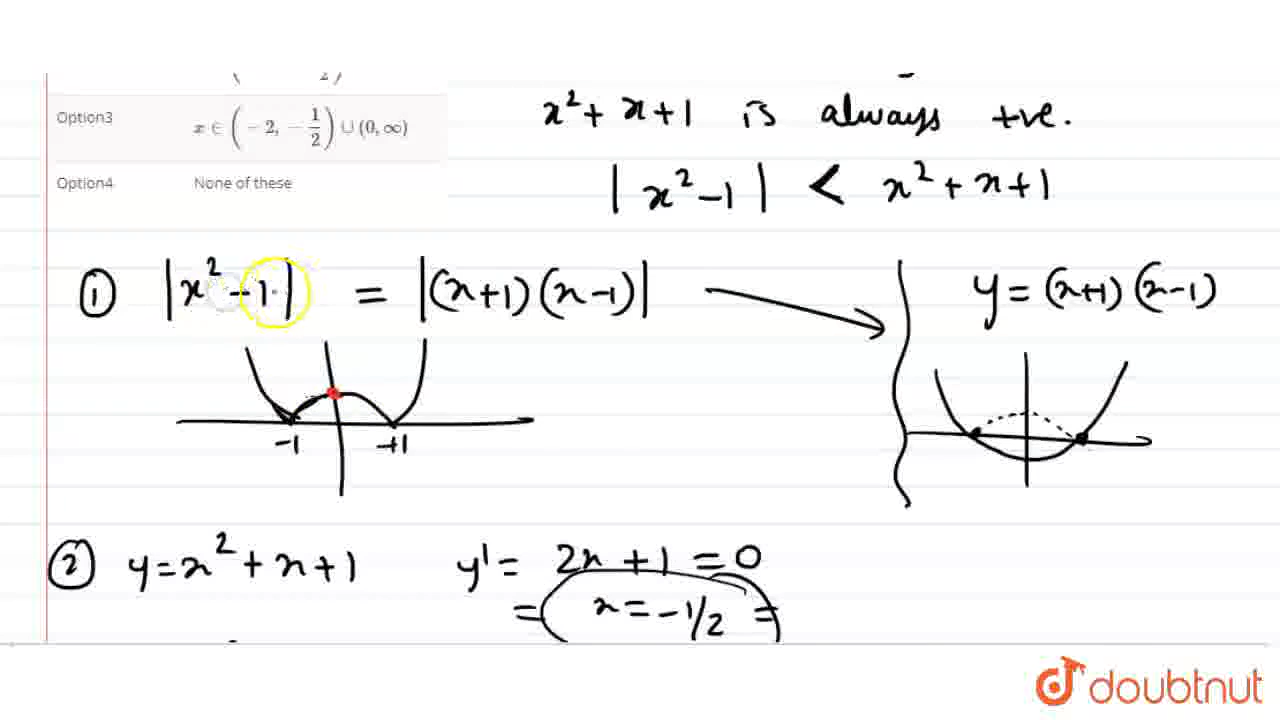 Option3 x ∈ (−2, −1/2) ∪ (0, ∞)
Option4 None of these
x² + x + 1 is always +ve.
|x² − 1| < x² + x + 1
① |x² − 1| = |(x+1)(x−1)|
y = (x+1)(x−1)
−1 +1
② y = x² + x + 1 y' = 2x + 1 = 0
= x = −1/2 =
doubtnut